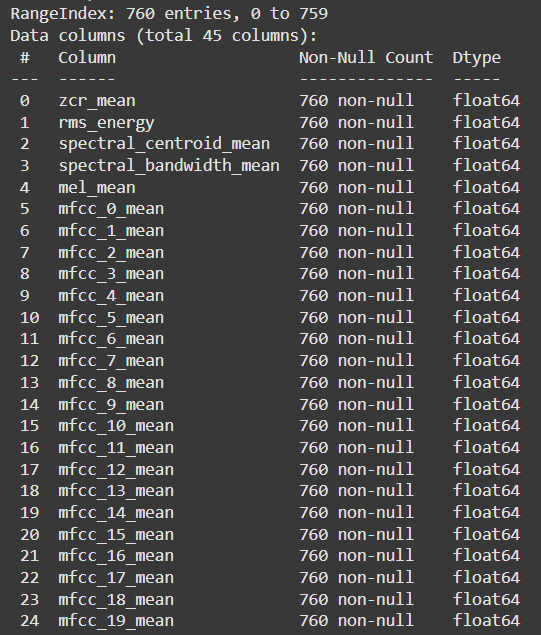 RangeIndex: 760 entries, 0 to 759
Data columns (total 45 columns):
 #   Column                   Non-Null Count  Dtype
---  ------                   --------------  -----
 0   zcr_mean                 760 non-null    float64
 1   rms_energy               760 non-null    float64
 2   spectral_centroid_mean   760 non-null    float64
 3   spectral_bandwidth_mean  760 non-null    float64
 4   mel_mean                 760 non-null    float64
 5   mfcc_0_mean              760 non-null    float64
 6   mfcc_1_mean              760 non-null    float64
 7   mfcc_2_mean              760 non-null    float64
 8   mfcc_3_mean              760 non-null    float64
 9   mfcc_4_mean              760 non-null    float64
 10  mfcc_5_mean              760 non-null    float64
 11  mfcc_6_mean              760 non-null    float64
 12  mfcc_7_mean              760 non-null    float64
 13  mfcc_8_mean              760 non-null    float64
 14  mfcc_9_mean              760 non-null    float64
 15  mfcc_10_mean             760 non-null    float64
 16  mfcc_11_mean             760 non-null    float64
 17  mfcc_12_mean             760 non-null    float64
 18  mfcc_13_mean             760 non-null    float64
 19  mfcc_14_mean             760 non-null    float64
 20  mfcc_15_mean             760 non-null    float64
 21  mfcc_16_mean             760 non-null    float64
 22  mfcc_17_mean             760 non-null    float64
 23  mfcc_18_mean             760 non-null    float64
 24  mfcc_19_mean             760 non-null    float64